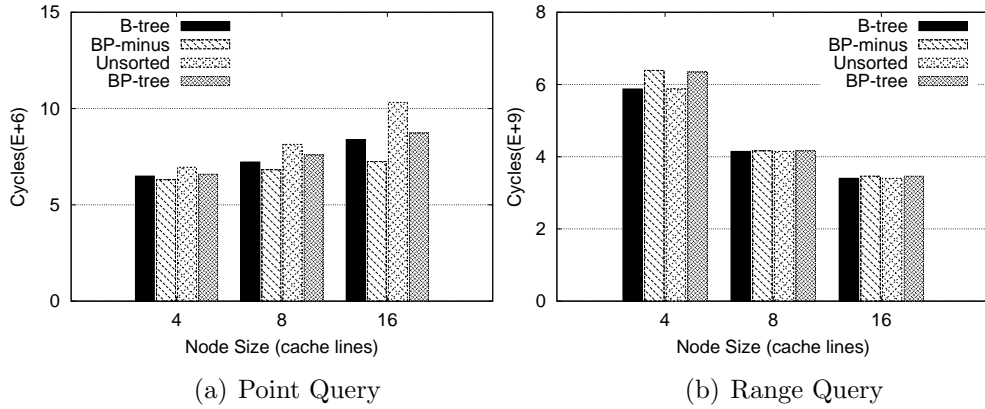 15
10
5
0
Cycles(E+6)
B-tree
BP-minus
Unsorted
BP-tree
4 8 16
Node Size (cache lines)
(a) Point Query
8
6
4
2
0
Cycles(E+9)
B-tree
BP-minus
Unsorted
BP-tree
4 8 16
Node Size (cache lines)
(b) Range Query